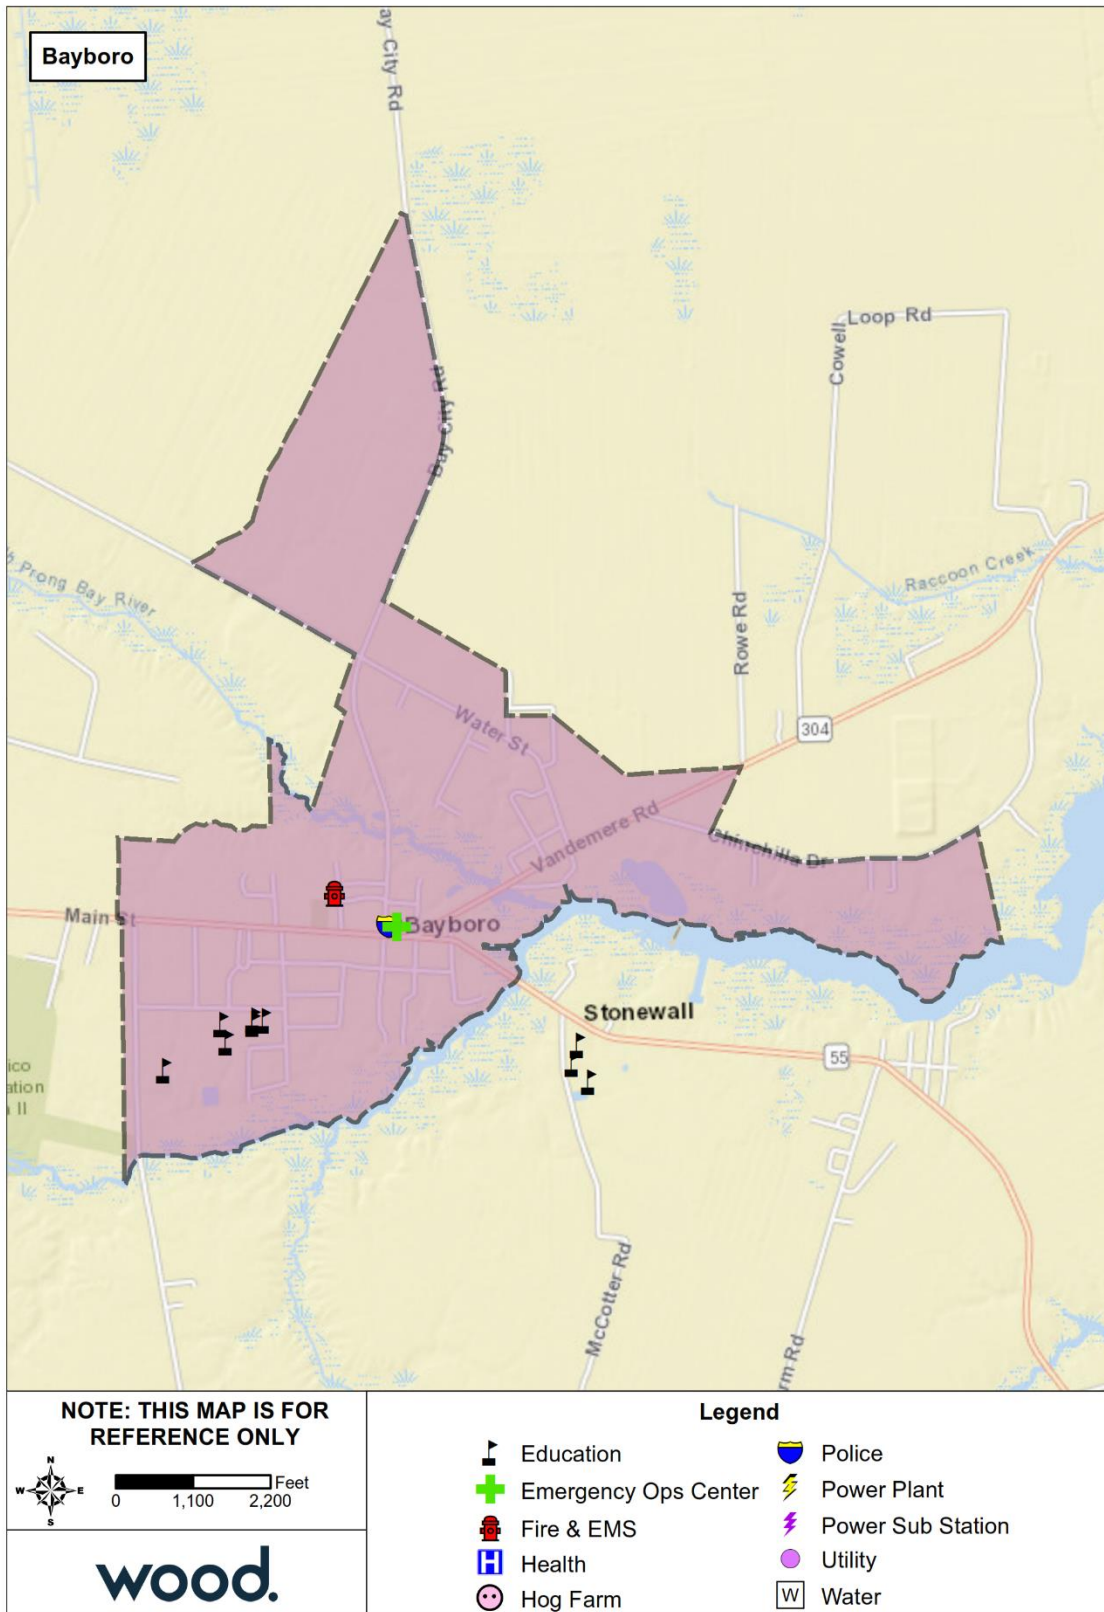 Bayboro
ay City Rd
Loop Rd
Cowell
Bay City Rd
h Prong Bay River
Raccoon Creek
Rowe Rd
Water St
304
Vandemere Rd
Chinchilla Dr
Main St
Bayboro
Stonewall
55
ico
ation
II
McCotter Rd
rm Rd
NOTE: THIS MAP IS FOR
REFERENCE ONLY
N
W E
S
Feet
0 1,100 2,200
wood.
Legend
Education
Emergency Ops Center
Fire & EMS
H Health
Hog Farm
Police
Power Plant
Power Sub Station
Utility
W Water